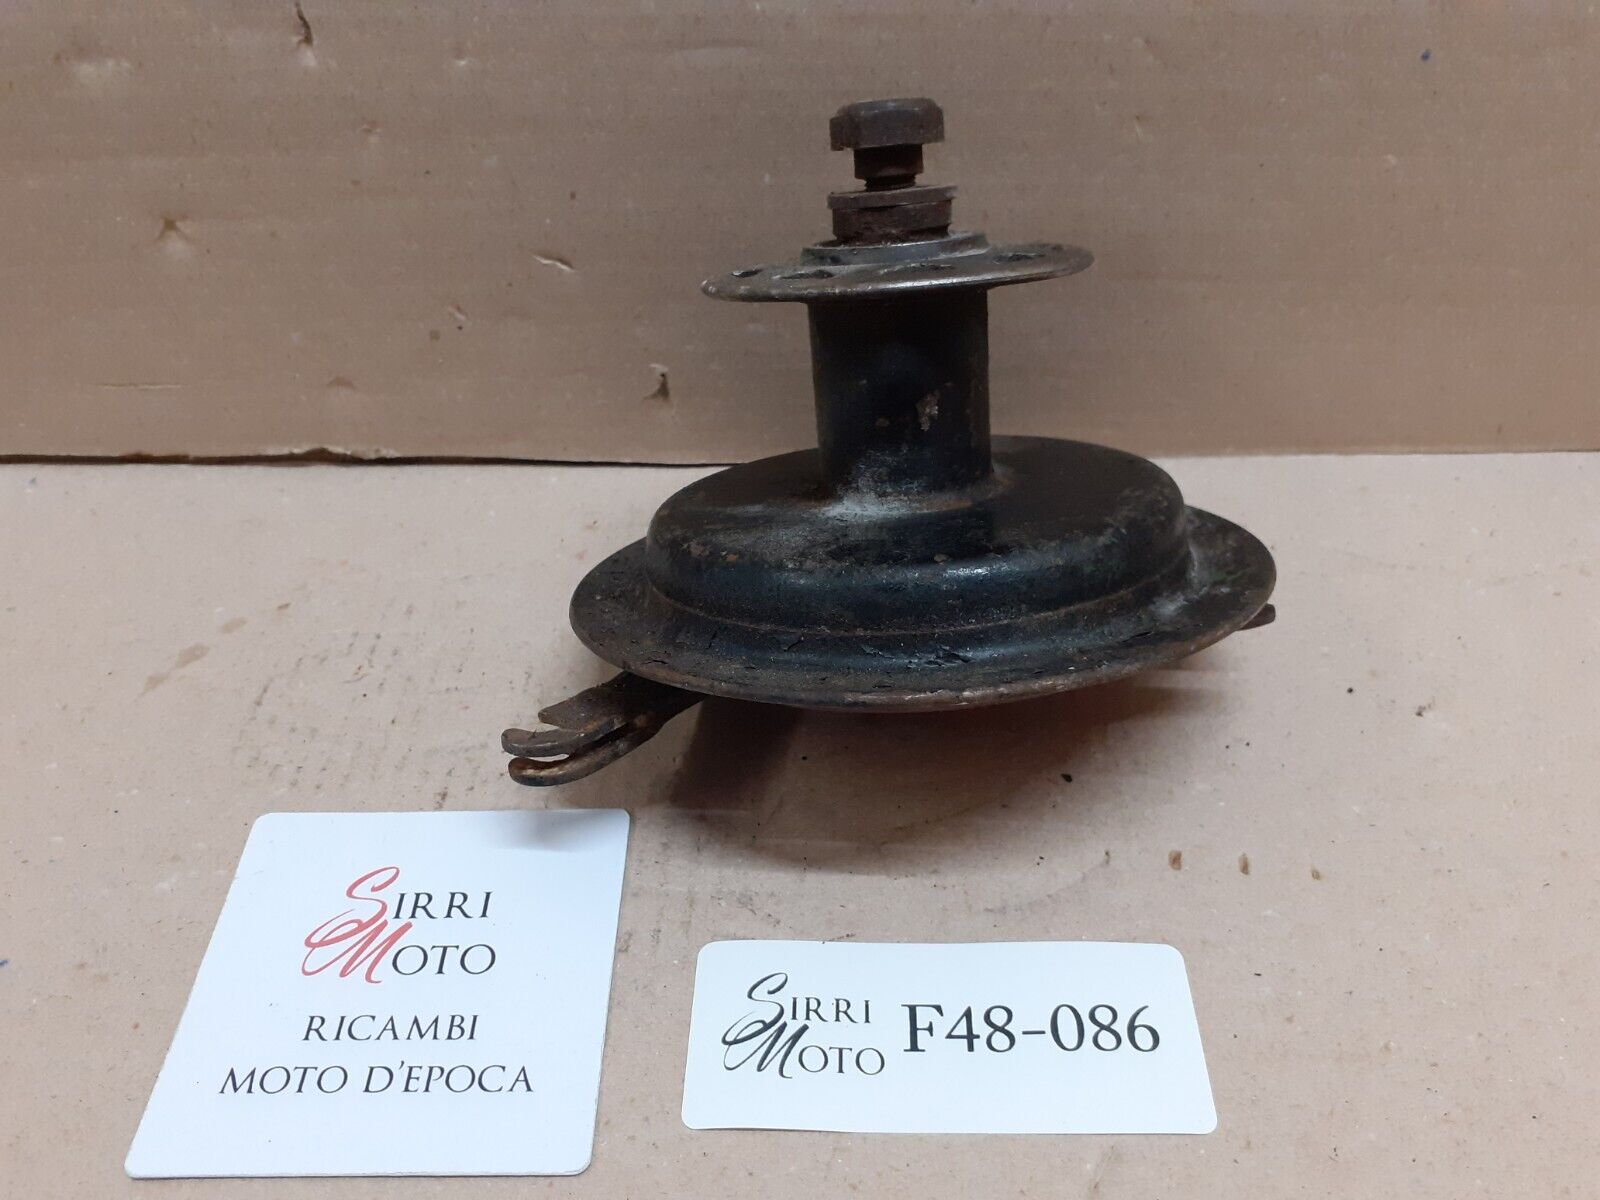 SIRRI
MOTO
RICAMBI
MOTO D'EPOCA
SIRRI
MOTO
F48-086